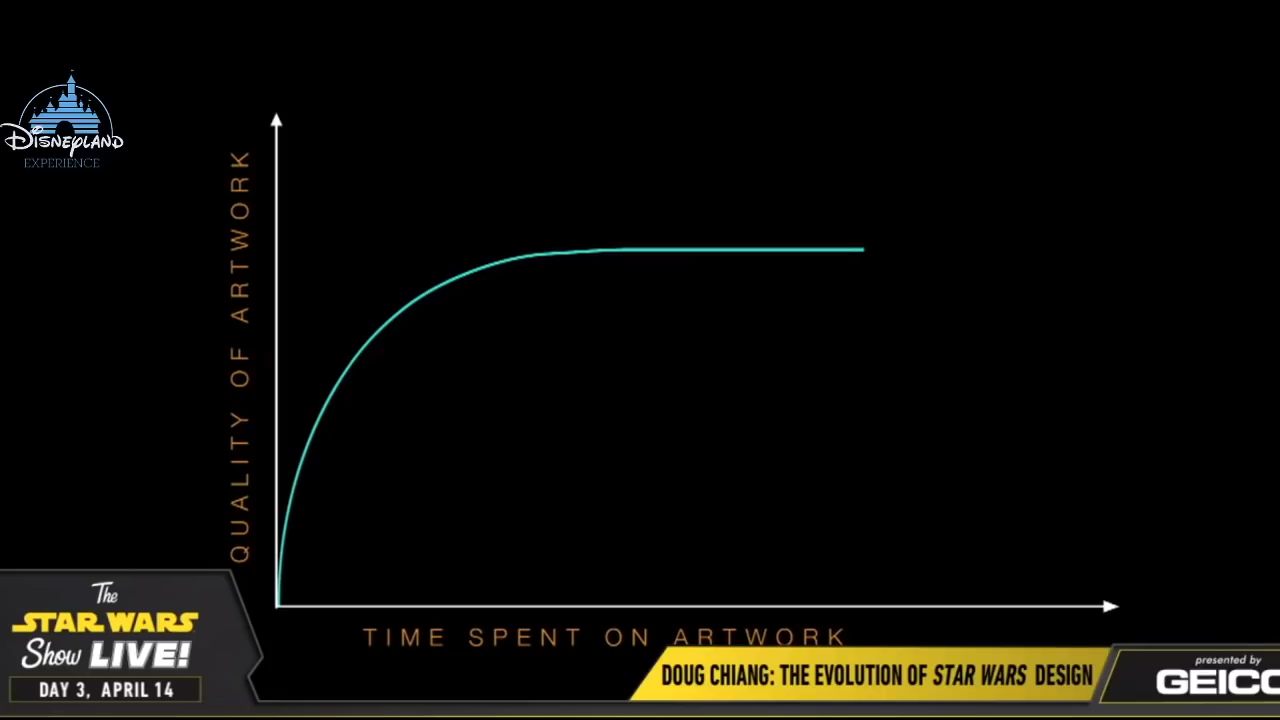 DISNEYLAND
EXPERIENCE
QUALITY OF ARTWORK
TIME SPENT ON ARTWORK
The
STAR WARS
Show LIVE!
DAY 3, APRIL 14
DOUG CHIANG: THE EVOLUTION OF STAR WARS DESIGN
presented by
GEICO